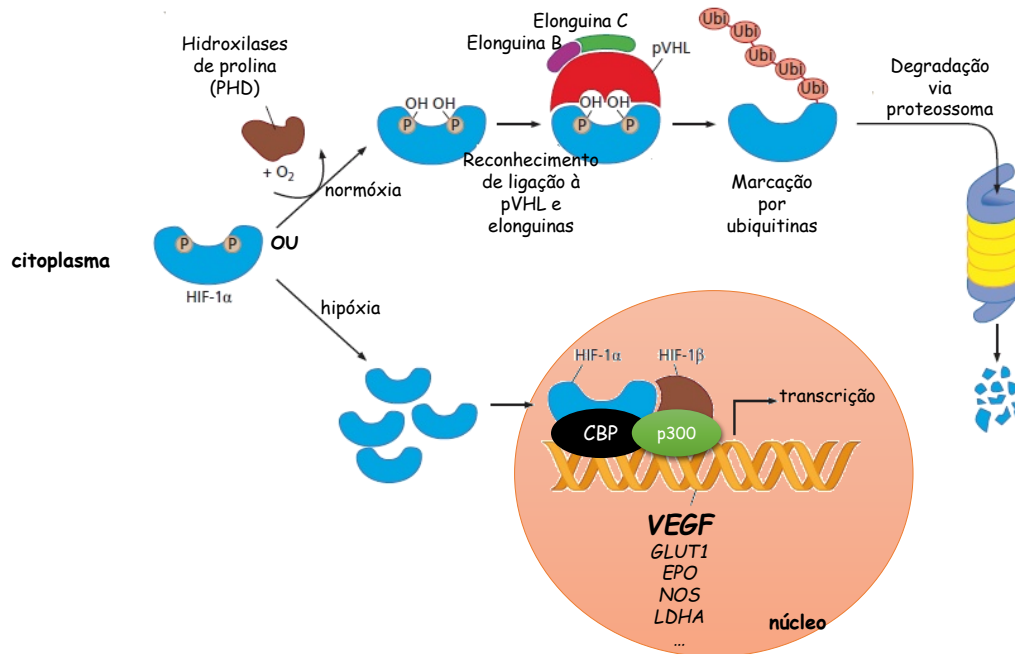 Elonguina C
Elonguina B
pVHL
Hidroxilases
de prolina
(PHD)
+ O₂
normóxia
OH OH
P P
Reconhecimento
de ligação à
pVHL e
elonguinas
OH OH
P P
Ubi
Ubi
Ubi
Ubi
Ubi
Marcação
por
ubiquitinas
Degradação
via
proteossoma
citoplasma
P P
HIF-1α
OU
hipóxia
HIF-1α
HIF-1β
CBP
p300
transcrição
VEGF
GLUT1
EPO
NOS
LDHA
...
núcleo